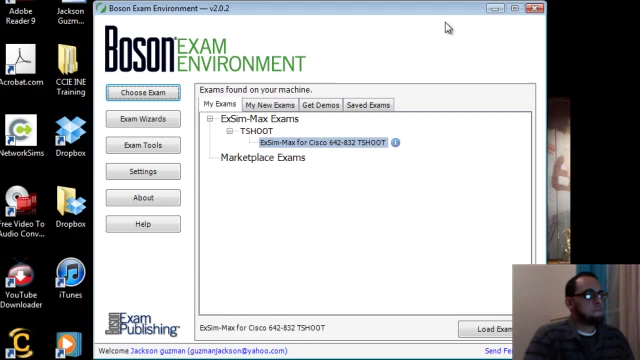 Boson Exam Environment — v2.0.2
Boson EXAM
ENVIRONMENT
Choose Exam
Exam Wizards
Exam Tools
Settings
About
Help
Exams found on your machine.
My Exams
My New Exams
Get Demos
Saved Exams
ExSim-Max Exams
TSHOOT
ExSim-Max for Cisco 642-832 TSHOOT
Marketplace Exams
Boson Exam
Publishing
ExSim-Max for Cisco 642-832 TSHOOT
Load Exam
Welcome Jackson guzman (guzmanjackson@yahoo.com)
Send Fe
Adobe
Reader 9
Jackson
Guzm...
Acrobat.com
CCIE INE
Training
NetworkSims
Dropbox
Free Video To
Audio Conv...
Dropbox
YouTube
Downloader
iTunes